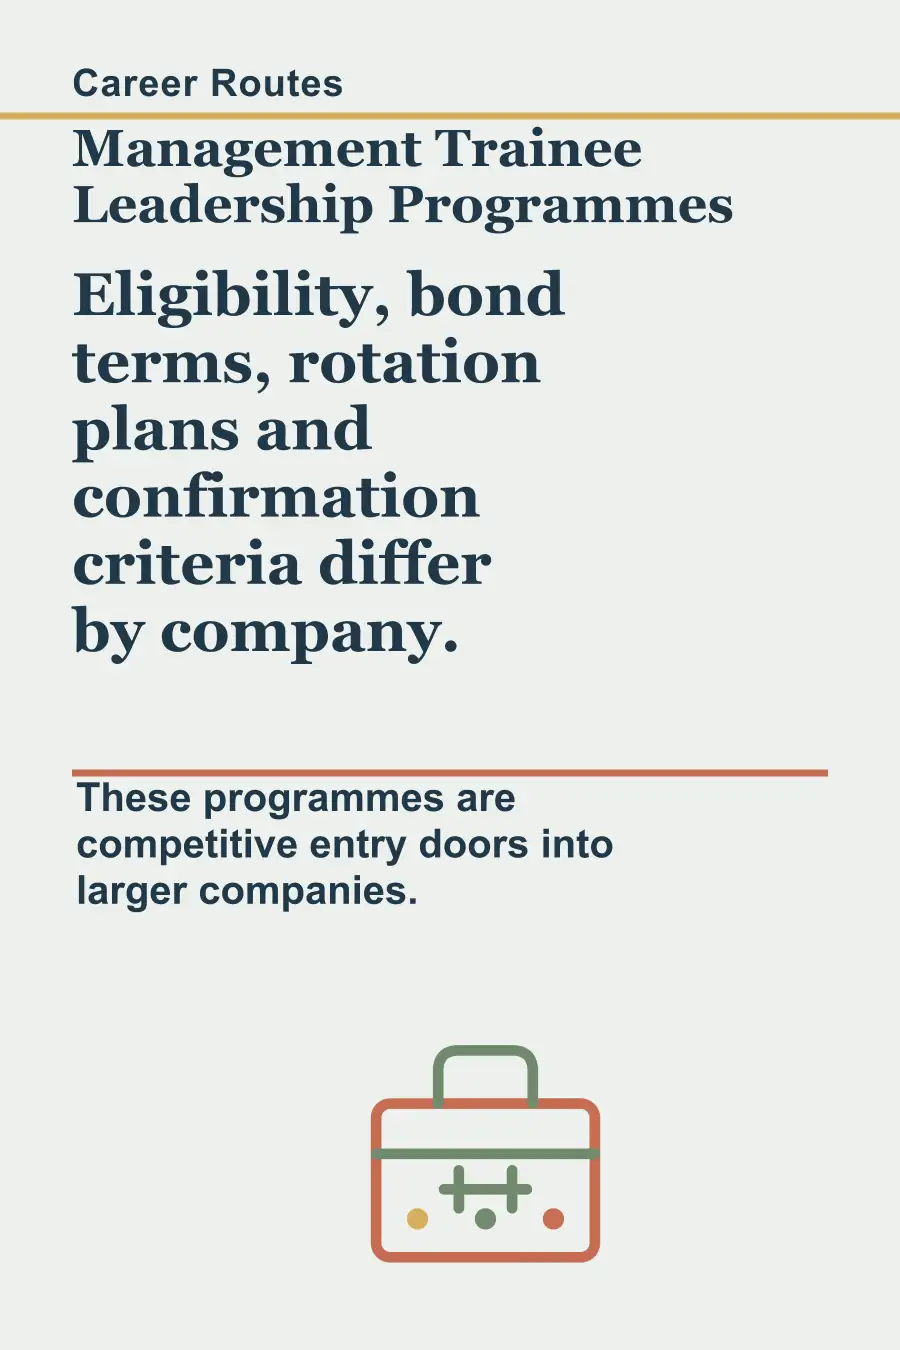 Career Routes
Management Trainee
Leadership Programmes
Eligibility, bond
terms, rotation
plans and
confirmation
criteria differ
by company.
These programmes are
competitive entry doors into
larger companies.